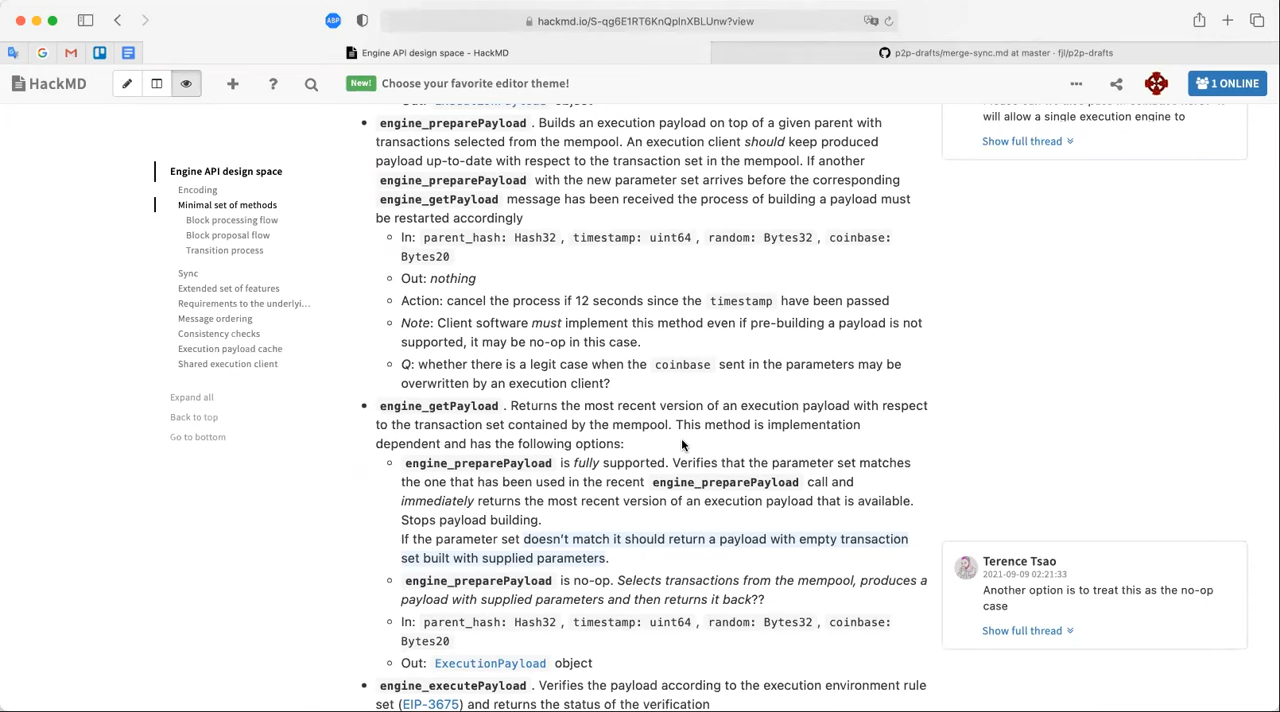 ABP
hackmd.io/S-qg6E1RT6KnQpInXBLUnw?view
Engine API design space - HackMD
p2p-drafts/merge-sync.md at master · fjl/p2p-drafts
HackMD
New! Choose your favorite editor theme!
1 ONLINE
Engine API design space
Encoding
Minimal set of methods
Block processing flow
Block proposal flow
Transition process
Sync
Extended set of features
Requirements to the underlyi...
Message ordering
Consistency checks
Execution payload cache
Shared execution client
Expand all
Back to top
Go to bottom
Out: ExecutionPayload object
• engine_preparePayload . Builds an execution payload on top of a given parent with
transactions selected from the mempool. An execution client should keep produced
payload up-to-date with respect to the transaction set in the mempool. If another
engine_preparePayload with the new parameter set arrives before the corresponding
engine_getPayload message has been received the process of building a payload must
be restarted accordingly
In: parent_hash: Hash32 , timestamp: uint64 , random: Bytes32 , coinbase:
Bytes20
Out: nothing
Action: cancel the process if 12 seconds since the timestamp have been passed
Note: Client software must implement this method even if pre-building a payload is not
supported, it may be no-op in this case.
Q: whether there is a legit case when the coinbase sent in the parameters may be
overwritten by an execution client?
• engine_getPayload . Returns the most recent version of an execution payload with respect
to the transaction set contained by the mempool. This method is implementation
dependent and has the following options:
engine_preparePayload is fully supported. Verifies that the parameter set matches
the one that has been used in the recent engine_preparePayload call and
immediately returns the most recent version of an execution payload that is available.
Stops payload building.
If the parameter set doesn't match it should return a payload with empty transaction
set built with supplied parameters.
engine_preparePayload is no-op. Selects transactions from the mempool, produces a
payload with supplied parameters and then returns it back??
In: parent_hash: Hash32 , timestamp: uint64 , random: Bytes32 , coinbase:
Bytes20
Out: ExecutionPayload object
• engine_executePayload . Verifies the payload according to the execution environment rule
set (EIP-3675) and returns the status of the verification
will allow a single execution engine to
Show full thread
Terence Tsao
2021-09-09 02:21:33
Another option is to treat this as the no-op
case
Show full thread